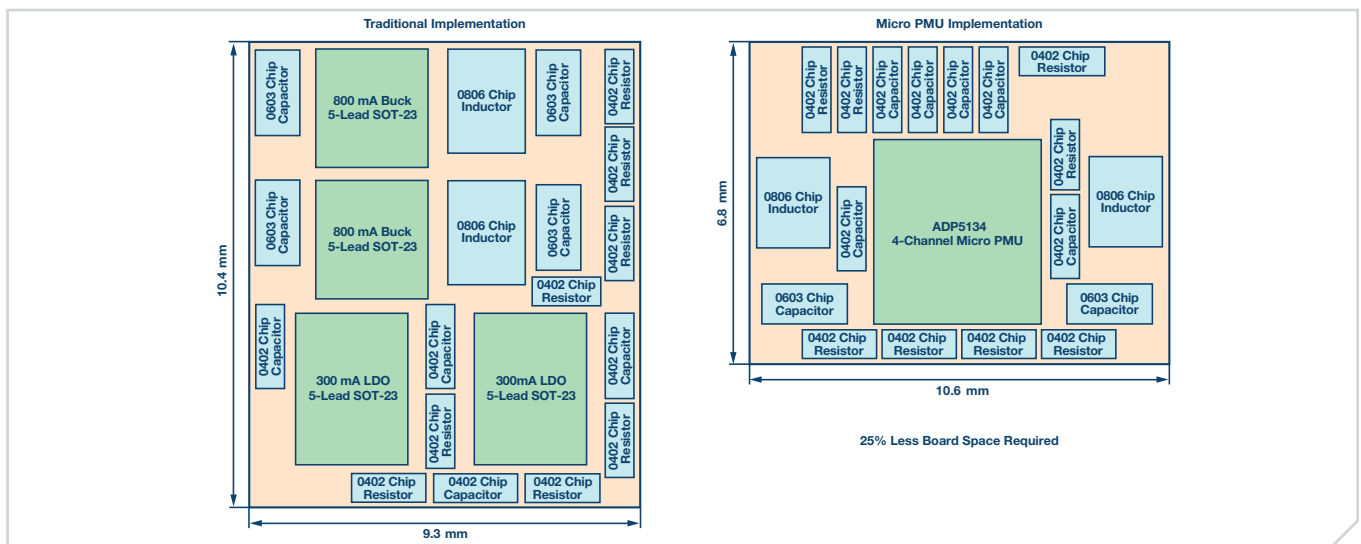 Traditional Implementation
0603 Chip
Capacitor
800 mA Buck
5-Lead SOT-23
0806 Chip
Inductor
0603 Chip
Capacitor
0402 Chip
Resistor
0402 Chip
Resistor
0603 Chip
Capacitor
800 mA Buck
5-Lead SOT-23
0806 Chip
Inductor
0603 Chip
Capacitor
0402 Chip
Resistor
0402 Chip
Resistor
10.4 mm
0402 Chip
Capacitor
300 mA LDO
5-Lead SOT-23
0402 Chip
Capacitor
0402 Chip
Resistor
300mA LDO
5-Lead SOT-23
0402 Chip
Capacitor
0402 Chip
Resistor
0402 Chip
Resistor
0402 Chip
Capacitor
0402 Chip
Resistor
9.3 mm
Micro PMU Implementation
0402 Chip
Resistor
0402 Chip
Resistor
0402 Chip
Capacitor
0402 Chip
Capacitor
0402 Chip
Capacitor
0402 Chip
Capacitor
0402 Chip
Resistor
6.8 mm
0806 Chip
Inductor
0402 Chip
Capacitor
ADP5134
4-Channel Micro PMU
0402 Chip
Resistor
0402 Chip
Capacitor
0806 Chip
Inductor
0603 Chip
Capacitor
0603 Chip
Capacitor
0402 Chip
Resistor
0402 Chip
Resistor
0402 Chip
Resistor
0402 Chip
Resistor
10.6 mm
25% Less Board Space Required